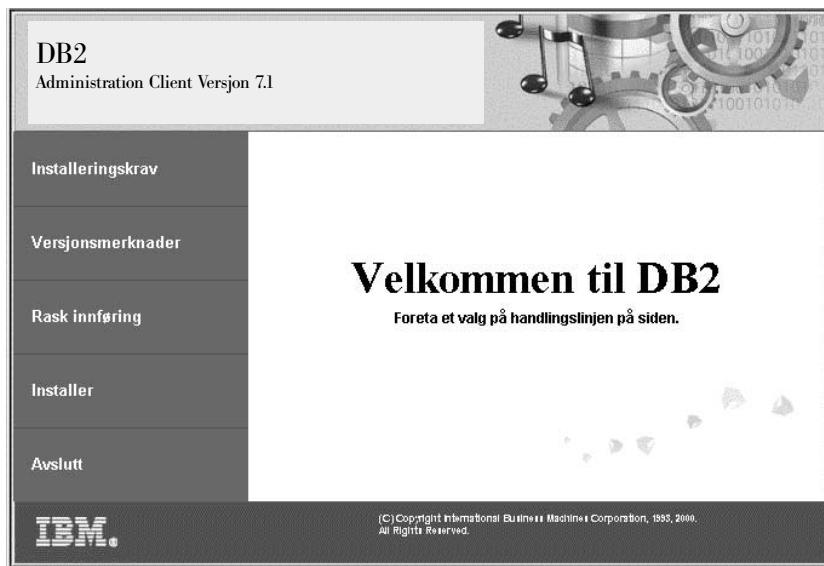 DB2
Administration Client Versjon 7.1
Installeringskrav
Versjonsmerknader
Rask innføring
Installer
Avslutt
Velkommen til DB2
Foreta et valg på handlingslinjen på siden.
IBM.
(C) Copyright International Business Machines Corporation, 1993, 2000.
All Rights Reserved.